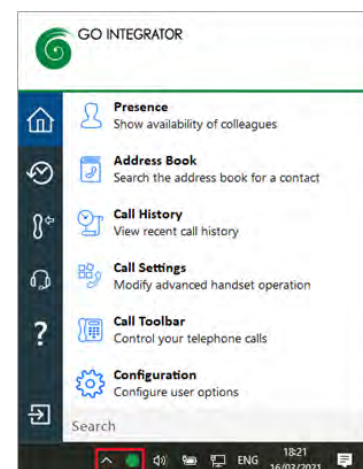 GO INTEGRATOR
Presence
Show availability of colleagues
Address Book
Search the address book for a contact
Call History
View recent call history
Call Settings
Modify advanced handset operation
Call Toolbar
Control your telephone calls
?
Configuration
Configure user options
Search
ENG
18:21
16/02/2021